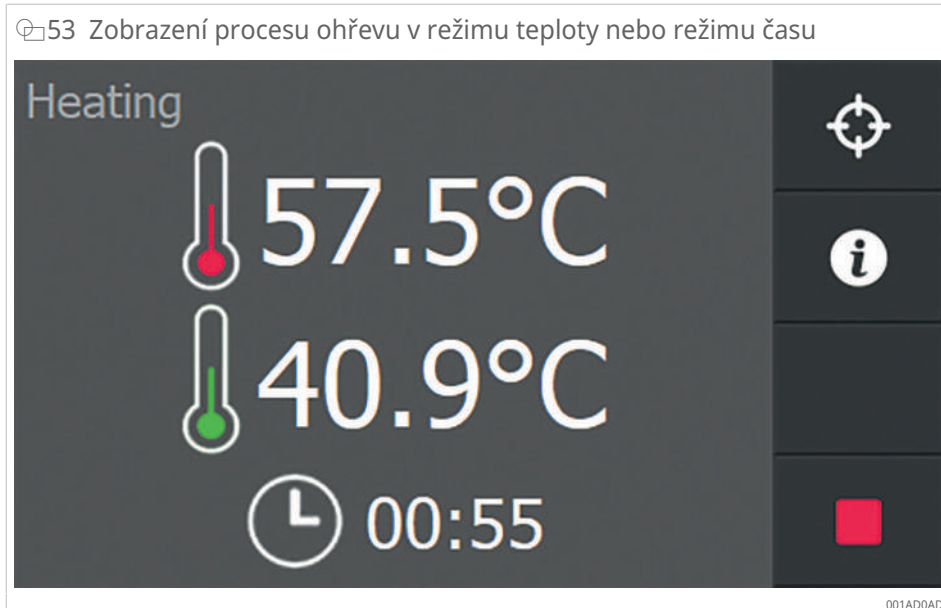 53 Zobrazení procesu ohřevu v režimu teploty nebo režimu času
Heating
57.5°C
i
40.9°C
00:55
001AD0AD